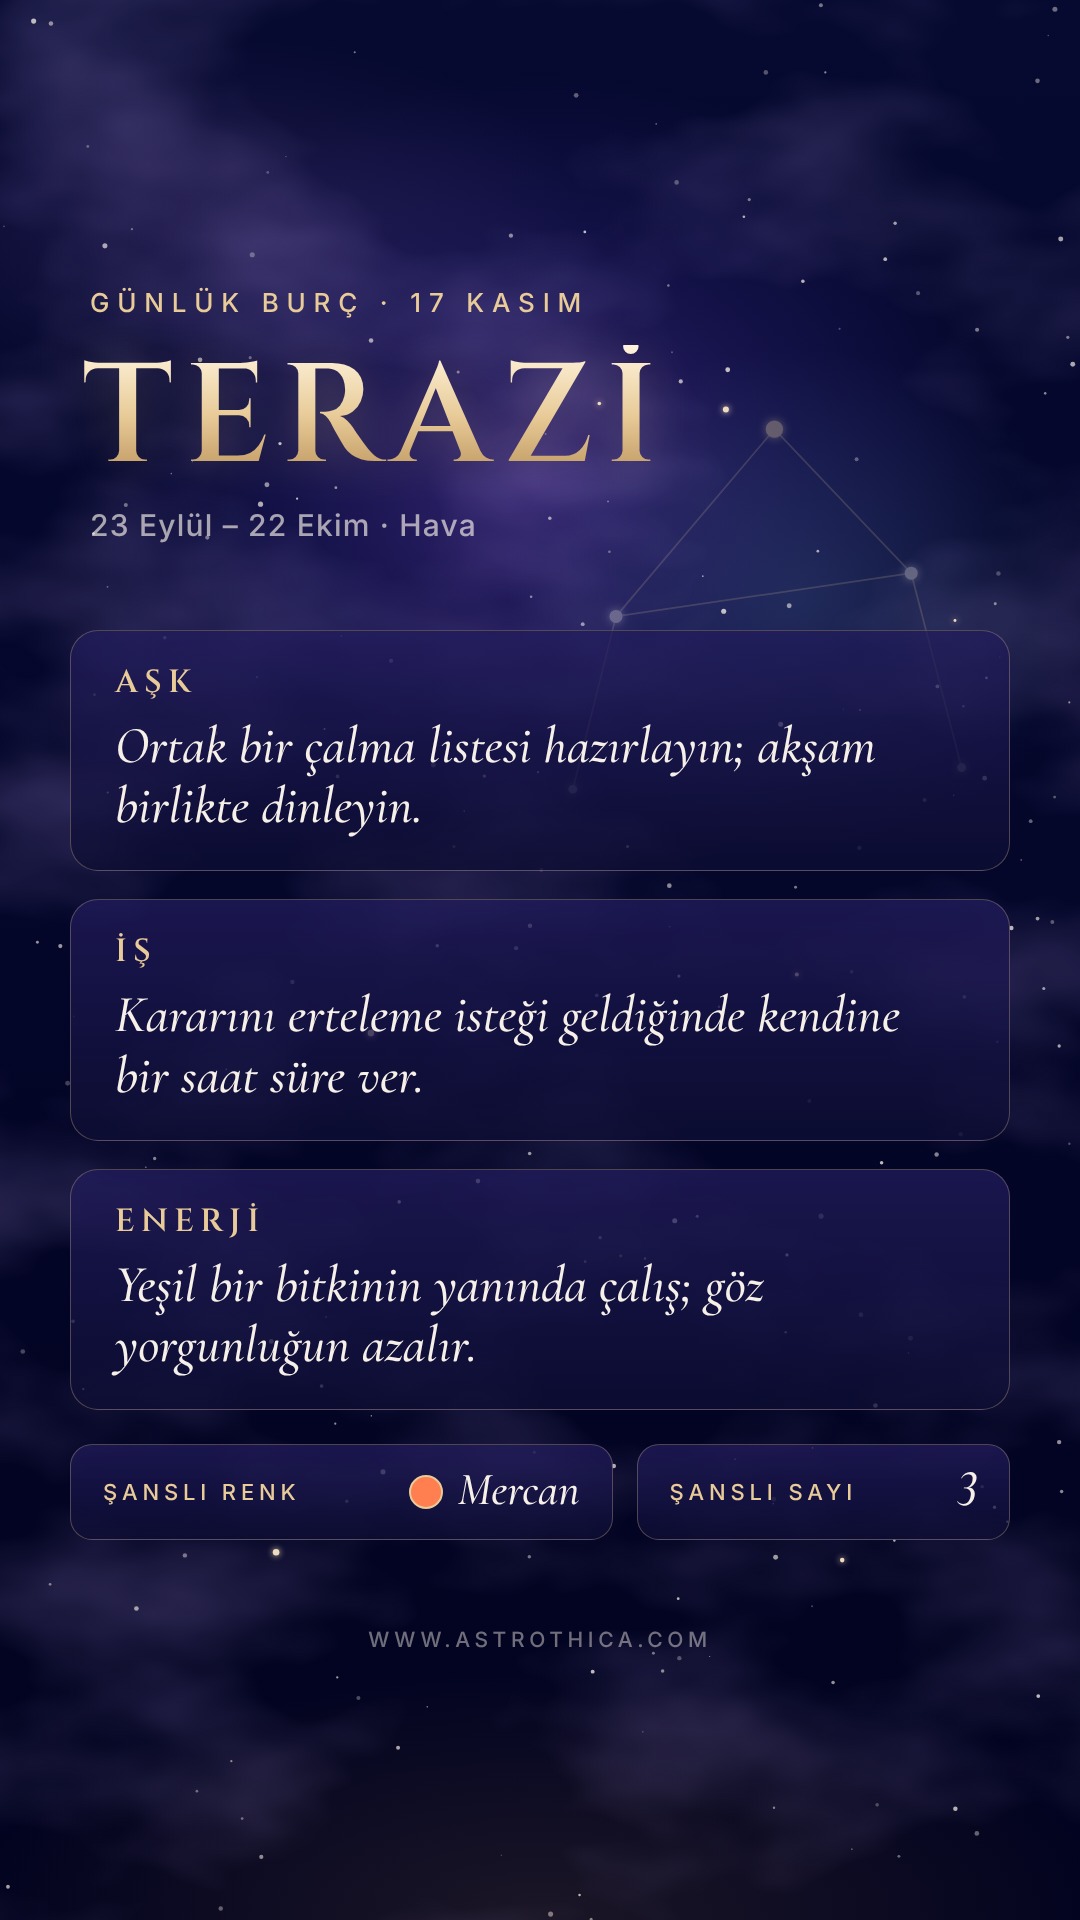 GÜNLÜK BURÇ · 17 KASIM
TERAZİ
23 Eylül – 22 Ekim · Hava
AŞK
Ortak bir çalma listesi hazırlayın; akşam
birlikte dinleyin.
İŞ
Kararını erteleme isteği geldiğinde kendine
bir saat süre ver.
ENERJİ
Yeşil bir bitkinin yanında çalış; göz
yorgunluğun azalır.
ŞANSLI RENK Mercan
ŞANSLI SAYI 3
WWW.ASTROTHICA.COM